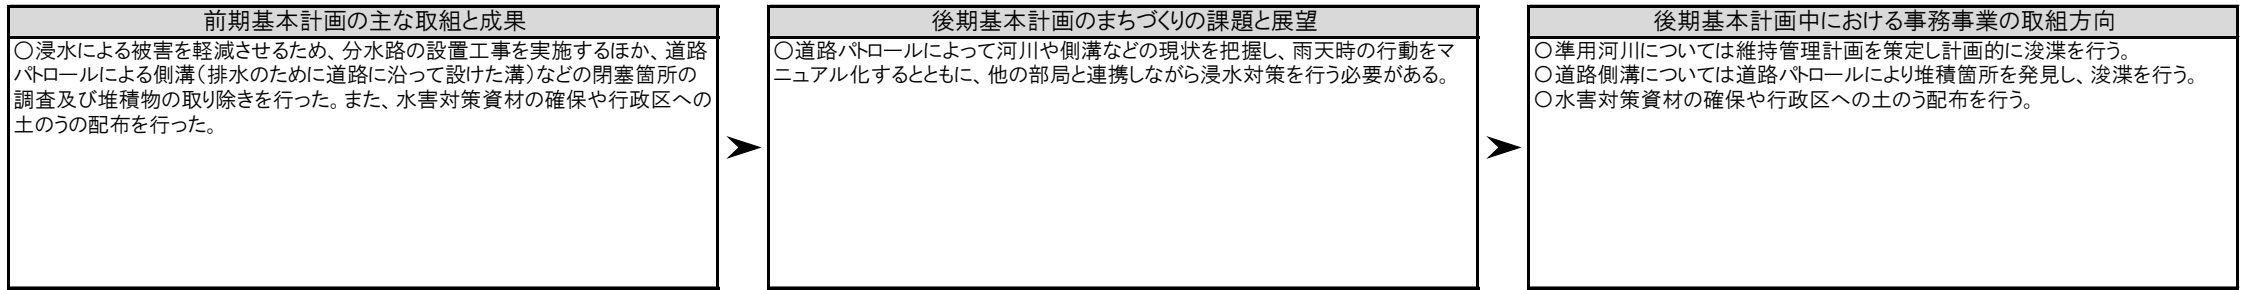 前期基本計画の主な取組と成果
○浸水による被害を軽減させるため、分水路の設置工事を実施するほか、道路
パトロールによる側溝(排水のために道路に沿って設けた溝)などの閉塞箇所の
調査及び堆積物の取り除きを行った。また、水害対策資材の確保や行政区への
土のうの配布を行った。
後期基本計画のまちづくりの課題と展望
○道路パトロールによって河川や側溝などの現状を把握し、雨天時の行動をマ
ニュアル化するとともに、他の部局と連携しながら浸水対策を行う必要がある。
後期基本計画中における事務事業の取組方向
○準用河川については維持管理計画を策定し計画的に浚渫を行う。
○道路側溝については道路パトロールにより堆積箇所を発見し、浚渫を行う。
○水害対策資材の確保や行政区への土のう配布を行う。